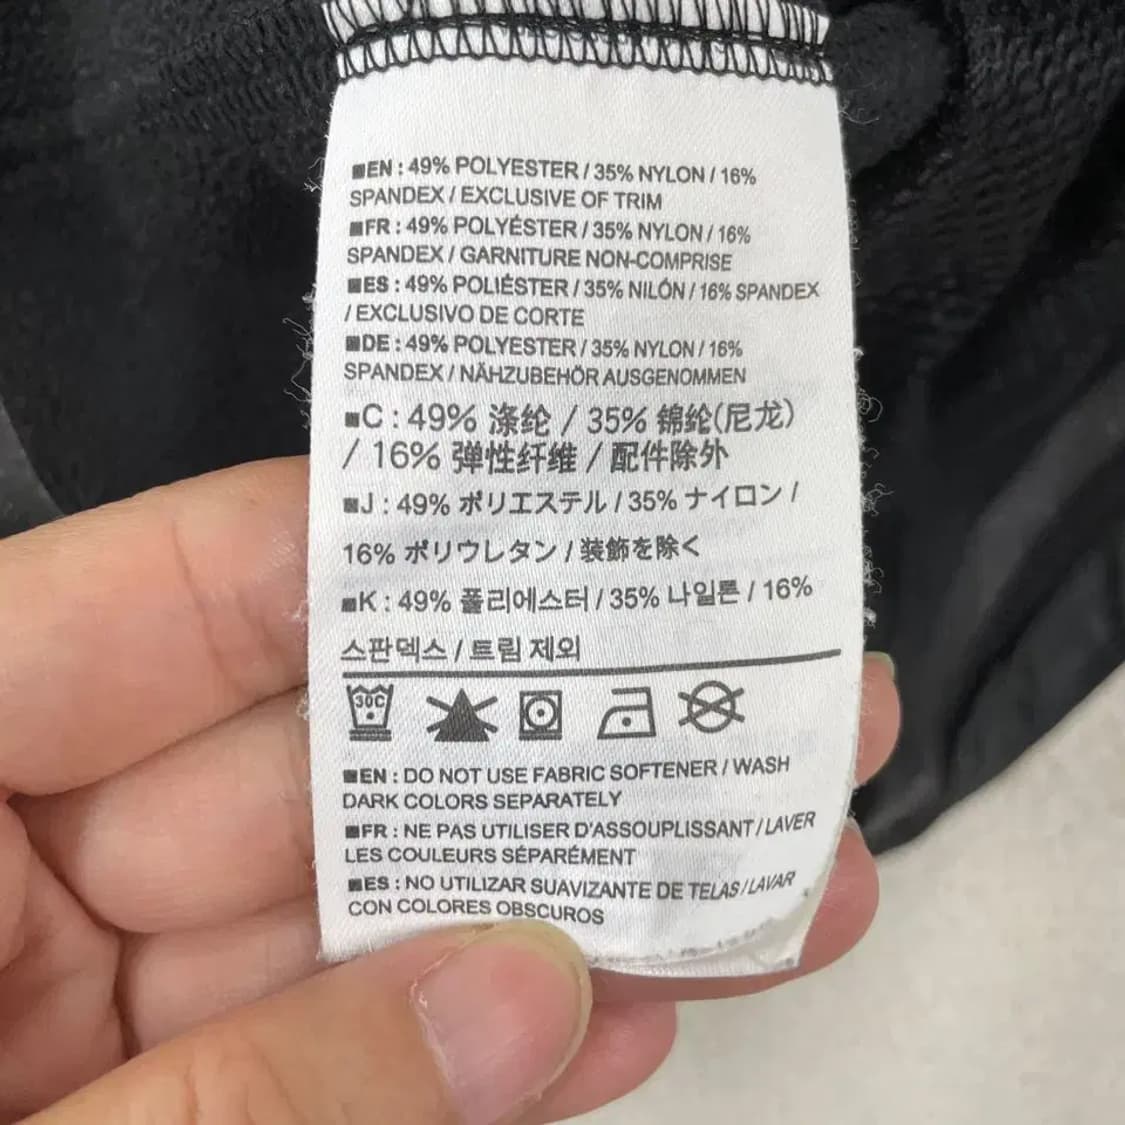 ■EN : 49% POLYESTER / 35% NYLON / 16%
SPANDEX / EXCLUSIVE OF TRIM
■FR : 49% POLYÉSTER / 35% NYLON / 16%
SPANDEX / GARNITURE NON-COMPRISE
■ES : 49% POLIÉSTER / 35% NILÓN / 16% SPANDEX
/ EXCLUSIVO DE CORTE
■DE : 49% POLYESTER / 35% NYLON / 16%
SPANDEX / NÄHZUBEHÖR AUSGENOMMEN
■C : 49% 涤纶 / 35% 锦纶(尼龙)
/ 16% 弹性纤维 / 配件除外
■J : 49% ポリエステル / 35% ナイロン /
16% ポリウレタン / 装飾を除く
■K : 49% 폴리에스터 / 35% 나일론 / 16%
스판덱스 / 트림 제외
30C
■EN : DO NOT USE FABRIC SOFTENER / WASH
DARK COLORS SEPARATELY
■FR : NE PAS UTILISER D'ASSOUPLISSANT / LAVER
LES COULEURS SÉPARÉMENT
■ES : NO UTILIZAR SUAVIZANTE DE TELAS / LAVAR
CON COLORES OBSCUROS